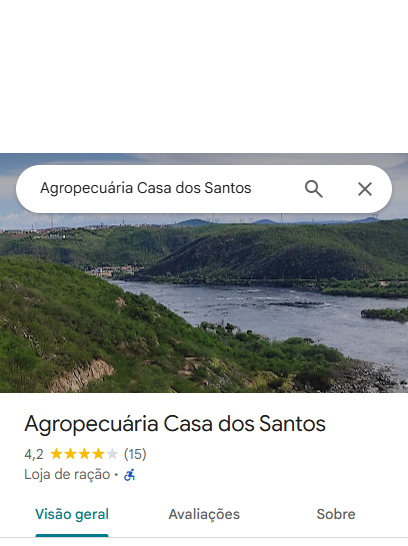 Agropecuária Casa dos Santos
Agropecuária Casa dos Santos
4,2 (15)
Loja de ração ·
Visão geral Avaliações Sobre